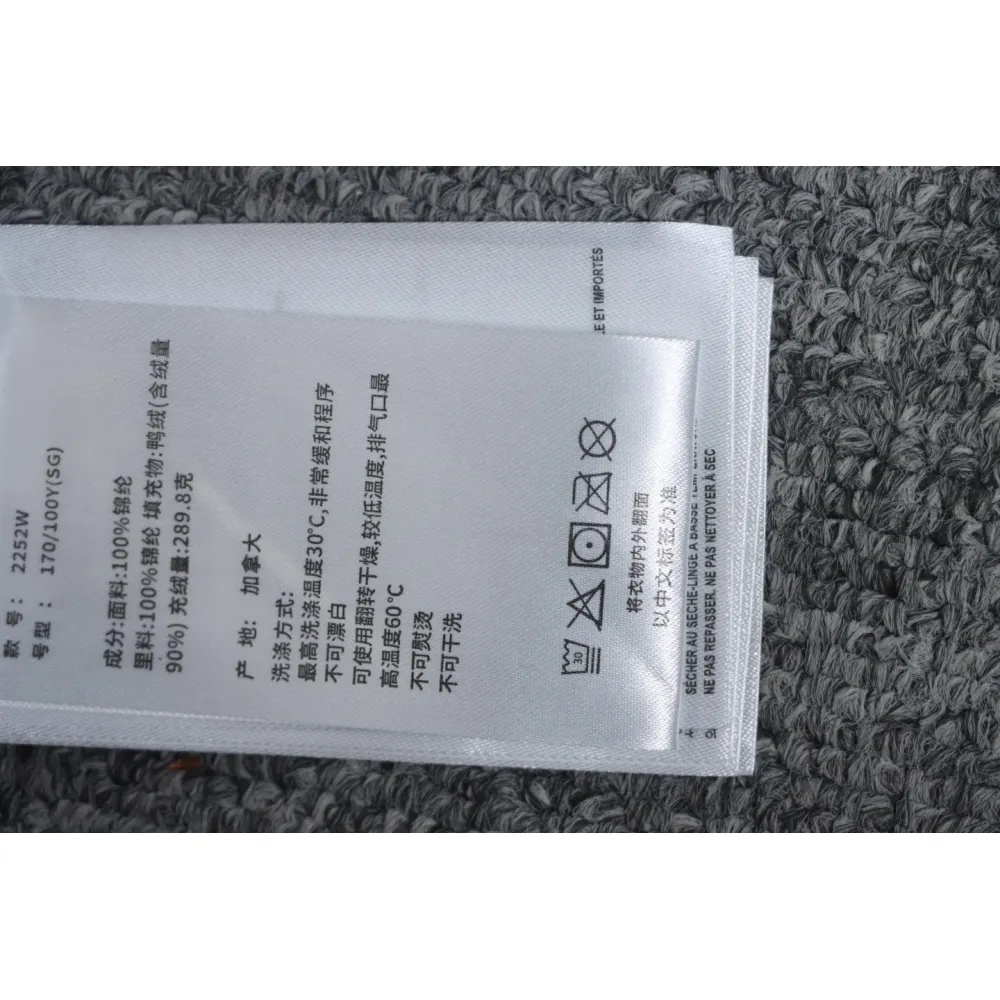 款 号： 2252W
号型： 170/100Y(SG)
成分:面料:100%锦纶
里料:100%锦纶 填充物:鸭绒(含绒量
90%) 充绒量:289.8克
产 地: 加拿大
洗涤方式:
最高洗涤温度30℃,非常缓和程序
不可漂白
可使用翻转干燥,较低温度,排气口最
高温度60℃
不可熨烫
不可干洗
30
将衣物内外翻面
以中文标签为准
E ET IMPORTÉS
SÉCHER AU SÈCHE-LINGE À BASSE
NE PAS REPASSER. NE PAS NETTOYER À SEC